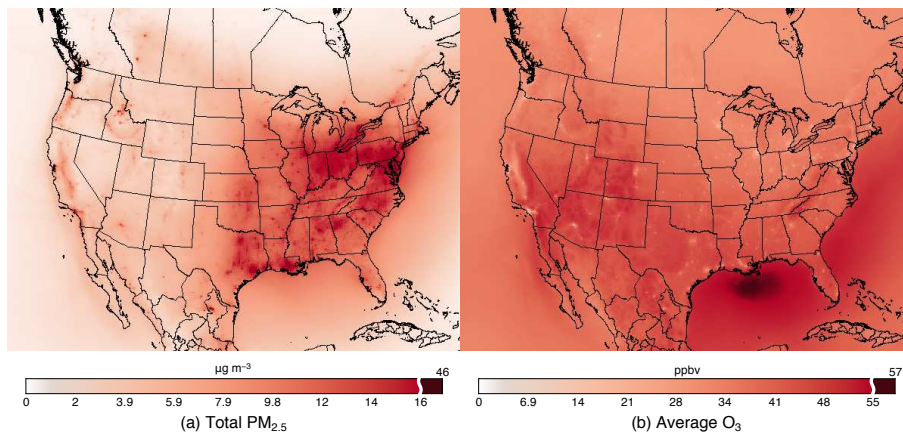 µg m⁻³
46
0 2 3.9 5.9 7.9 9.8 12 14 16
(a) Total PM₂.₅
ppbv
57
0 6.9 14 21 28 34 41 48 55
(b) Average O₃